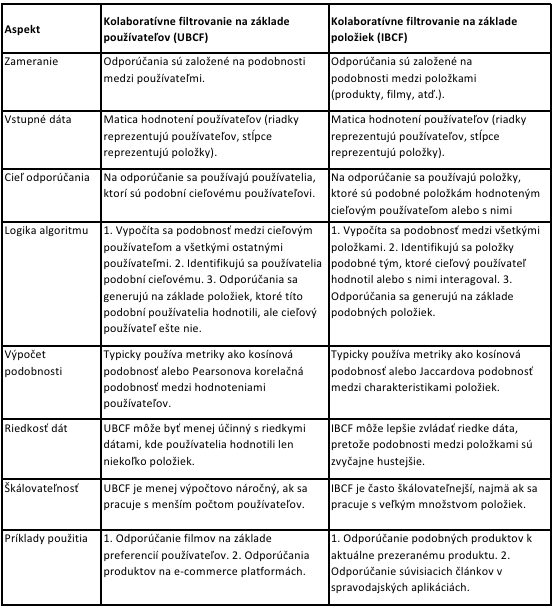 Aspekt
Kolaboratívne filtrovanie na základe
používateľov (UBCF)
Kolaboratívne filtrovanie na základe
položiek (IBCF)
Zameranie
Odporúčania sú založené na podobnosti
medzi používateľmi.
Odporúčania sú založené na
podobnosti medzi položkami
(produkty, filmy, atď.).
Vstupné dáta
Matica hodnotení používateľov (riadky
reprezentujú používateľov, stĺpce
reprezentujú položky).
Matica hodnotení používateľov (riadky
reprezentujú používateľov, stĺpce
reprezentujú položky).
Cieľ odporúčania
Na odporúčanie sa používajú používatelia,
ktorí sú podobní cieľovému používateľovi.
Na odporúčanie sa používajú položky,
ktoré sú podobné položkám hodnoteným
cieľovým používateľom alebo s nimi
Logika algoritmu
1. Vypočíta sa podobnosť medzi cieľovým
používateľom a všetkými ostatnými
používateľmi. 2. Identifikujú sa používatelia
podobní cieľovému. 3. Odporúčania sa
generujú na základe položiek, ktoré títo
podobní používatelia hodnotili, ale cieľový
používateľ ešte nie.
1. Vypočíta sa podobnosť medzi všetkými
položkami. 2. Identifikujú sa položky
podobné tým, ktoré cieľový používateľ
hodnotil alebo s nimi interagoval. 3.
Odporúčania sa generujú na základe
podobných položiek.
Výpočet
podobnosti
Typicky používa metriky ako kosínová
podobnosť alebo Pearsonova korelačná
podobnosť medzi hodnoteniami
používateľov.
Typicky používa metriky ako kosínová
podobnosť alebo Jaccardova podobnosť
medzi charakteristikami položiek.
Riedkosť dát
UBCF môže byť menej účinný s riedkymi
dátami, kde používatelia hodnotili len
niekoľko položiek.
IBCF môže lepšie zvládať riedke dáta,
pretože podobnosti medzi položkami sú
zvyčajne hustejšie.
Škálovateľnosť
UBCF je menej výpočtovo náročný, ak sa
pracuje s menším počtom používateľov.
IBCF je často škálovateľnejší, najmä ak sa
pracuje s veľkým množstvom položiek.
Príklady použitia
1. Odporúčanie filmov na základe
preferencií používateľov. 2. Odporúčania
produktov na e-commerce platformách.
1. Odporúčanie podobných produktov k
aktuálne prezeranému produktu. 2.
Odporúčanie súvisiacich článkov v
spravodajských aplikáciách.